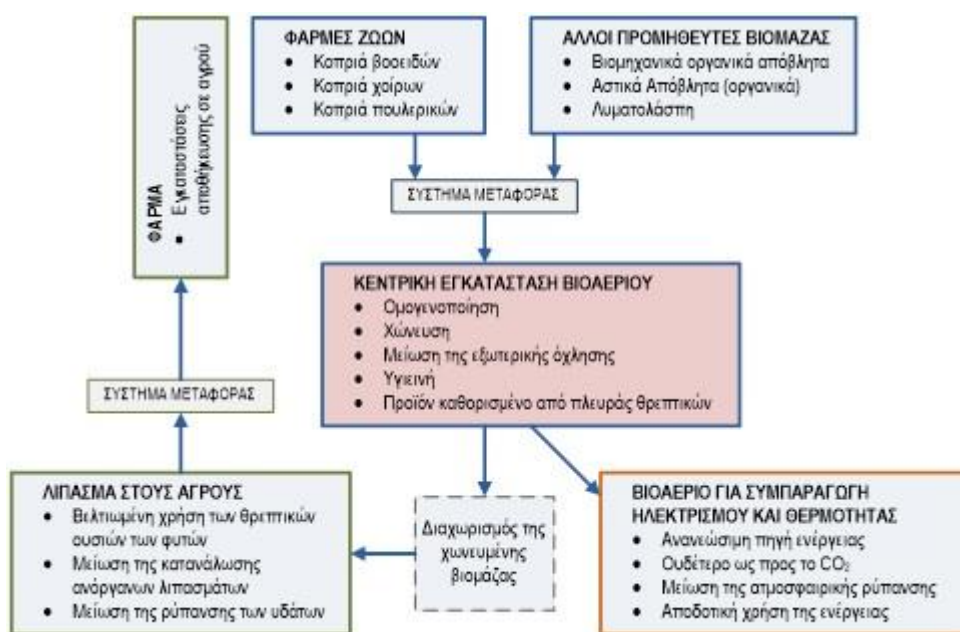 ΦΑΡΜΕΣ ΖΩΩΝ
• Κοπριά βοοειδών
• Κοπριά χοίρων
• Κοπριά πουλερικών
ΑΛΛΟΙ ΠΡΟΜΗΘΕΥΤΕΣ ΒΙΟΜΑΖΑΣ
• Βιομηχανικά οργανικά απόβλητα
• Αστικά Απόβλητα (οργανικά)
• Λυματολάσπη
ΣΥΣΤΗΜΑ ΜΕΤΑΦΟΡΑΣ
ΚΕΝΤΡΙΚΗ ΕΓΚΑΤΑΣΤΑΣΗ ΒΙΟΑΕΡΙΟΥ
• Ομογενοποίηση
• Χώνευση
• Μείωση της εξωτερικής όχλησης
• Υγιεινή
• Προϊόν καθορισμένο από πλευράς θρεπτικών
ΦΑΡΜΑ
• Εγκαταστάσεις
αποθήκευσης σε αγρού
ΣΥΣΤΗΜΑ ΜΕΤΑΦΟΡΑΣ
ΛΙΠΑΣΜΑ ΣΤΟΥΣ ΑΓΡΟΥΣ
• Βελτιωμένη χρήση των θρεπτικών
ουσιών των φυτών
• Μείωση της κατανάλωσης
ανόργανων λιπασμάτων
• Μείωση της ρύπανσης των υδάτων
Διαχωρισμός της
χωνευμένης
βιομάζας
ΒΙΟΑΕΡΙΟ ΓΙΑ ΣΥΜΠΑΡΑΓΩΓΗ
ΗΛΕΚΤΡΙΣΜΟΥ ΚΑΙ ΘΕΡΜΟΤΗΤΑΣ
• Ανανεώσιμη πηγή ενέργειας
• Ουδέτερο ως προς το CO₂
• Μείωση της ατμοσφαιρικής ρύπανσης
• Αποδοτική χρήση της ενέργειας